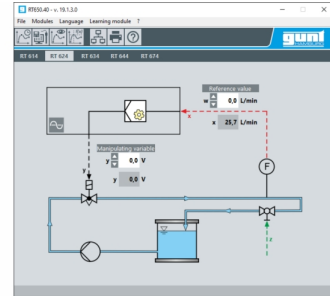 RT650.40 - v. 19.1.3.0
File Modules Language Learning module ?
gunt
RT 614 RT 624 RT 634 RT 644 RT 674
Reference value
w 0,0 L/min
x
x 25,7 L/min
Manipulating variable
y 0,0 V
y
y 0,0 V
F
z